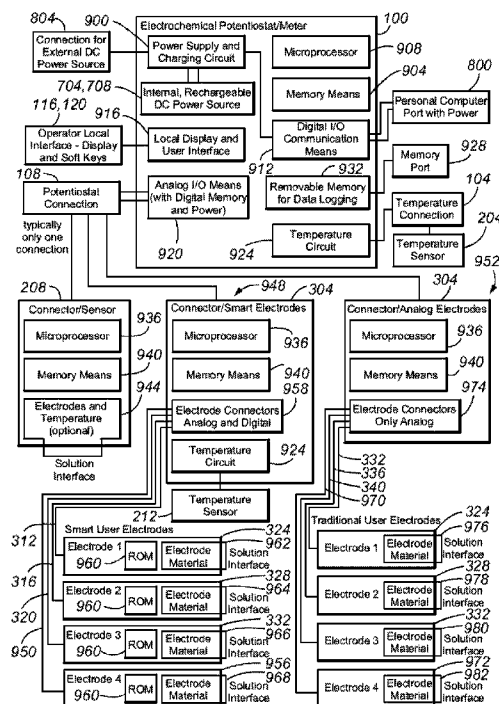 804
900
Electrochemical Potentiostat/Meter
100
Connection for
External DC
Power Source
Power Supply and
Charging Circuit
Microprocessor
908
704, 708
Internal, Rechargeable
DC Power Source
904
116,120
916
Memory Means
800
Operator Local
Interface - Display
and Soft Keys
Local Display and
User Interface
Digital I/O
Communication
Means
Personal Computer
Port with Power
912
932
928
108
Potentiostat
Connection
Analog I/O Means
(with Digital Memory
and Power)
Removable Memory
for Data Logging
Memory
Port
104
typically
only one
connection
920
924
Temperature
Circuit
Temperature
Connection
204
Temperature
Sensor
952
208
948
304
304
Connector/Sensor
Connector/Smart Electrodes
Connector/Analog Electrodes
Microprocessor
936
Microprocessor
936
Microprocessor
936
Memory Means
940
Memory Means
940
Memory Means
940
944
958
974
Electrodes and
Temperature
(optional)
Electrode Connectors
Analog and Digital
Electrode Connectors
Only Analog
Solution
Interface
Temperature
Circuit
924
332
336
340
970
212
Temperature
Sensor
312
Smart User Electrodes
324
Traditional User Electrodes
324
Electrode 1
960
ROM
Electrode
Material
962
Solution
Interface
Electrode 1
Electrode
Material
976
Solution
Interface
316
328
328
Electrode 2
960
ROM
Electrode
Material
964
Solution
Interface
Electrode 2
Electrode
Material
978
Solution
Interface
320
332
332
Electrode 3
960
ROM
Electrode
Material
966
Solution
Interface
Electrode 3
Electrode
Material
980
Solution
Interface
950
956
972
Electrode 4
960
ROM
Electrode
Material
968
Solution
Interface
Electrode 4
Electrode
Material
982
Solution
Interface